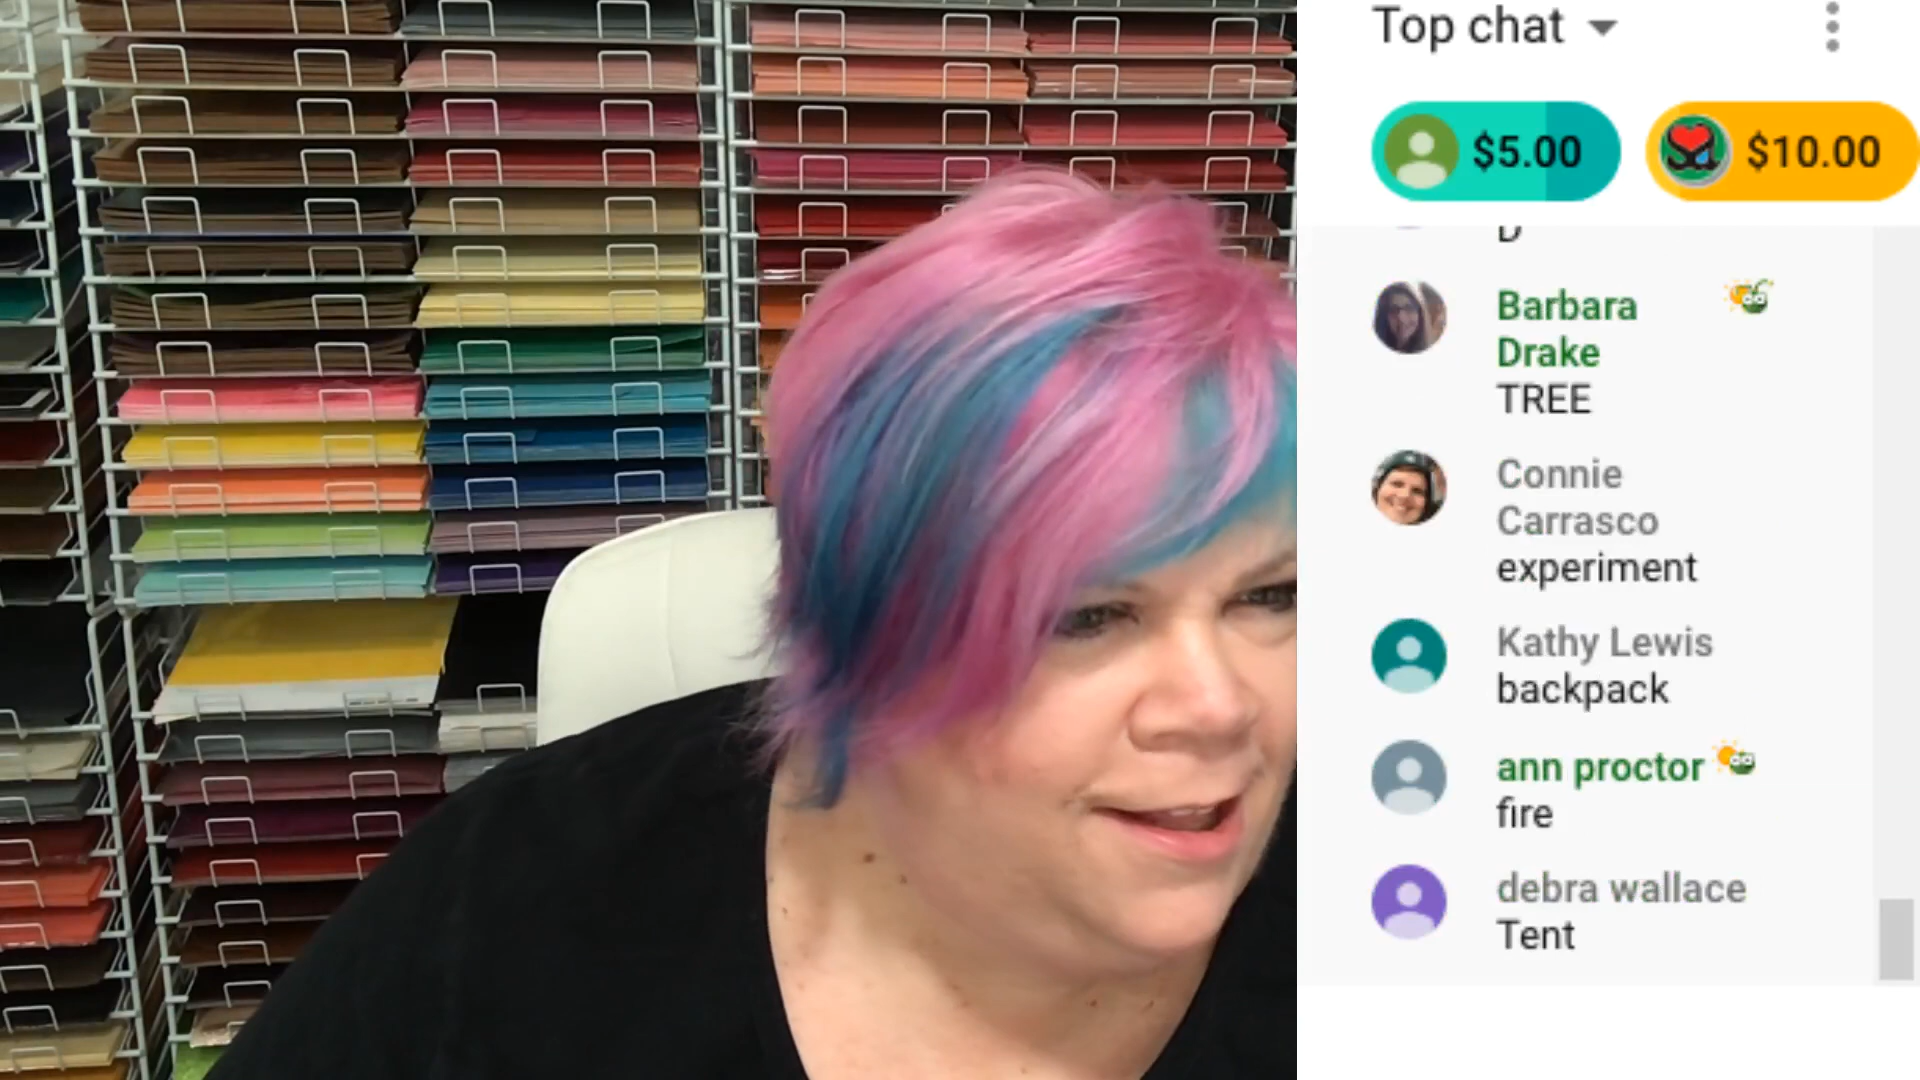 Top chat
$5.00
$10.00
Barbara
Drake
TREE
Connie
Carrasco
experiment
Kathy Lewis
backpack
ann proctor
fire
debra wallace
Tent